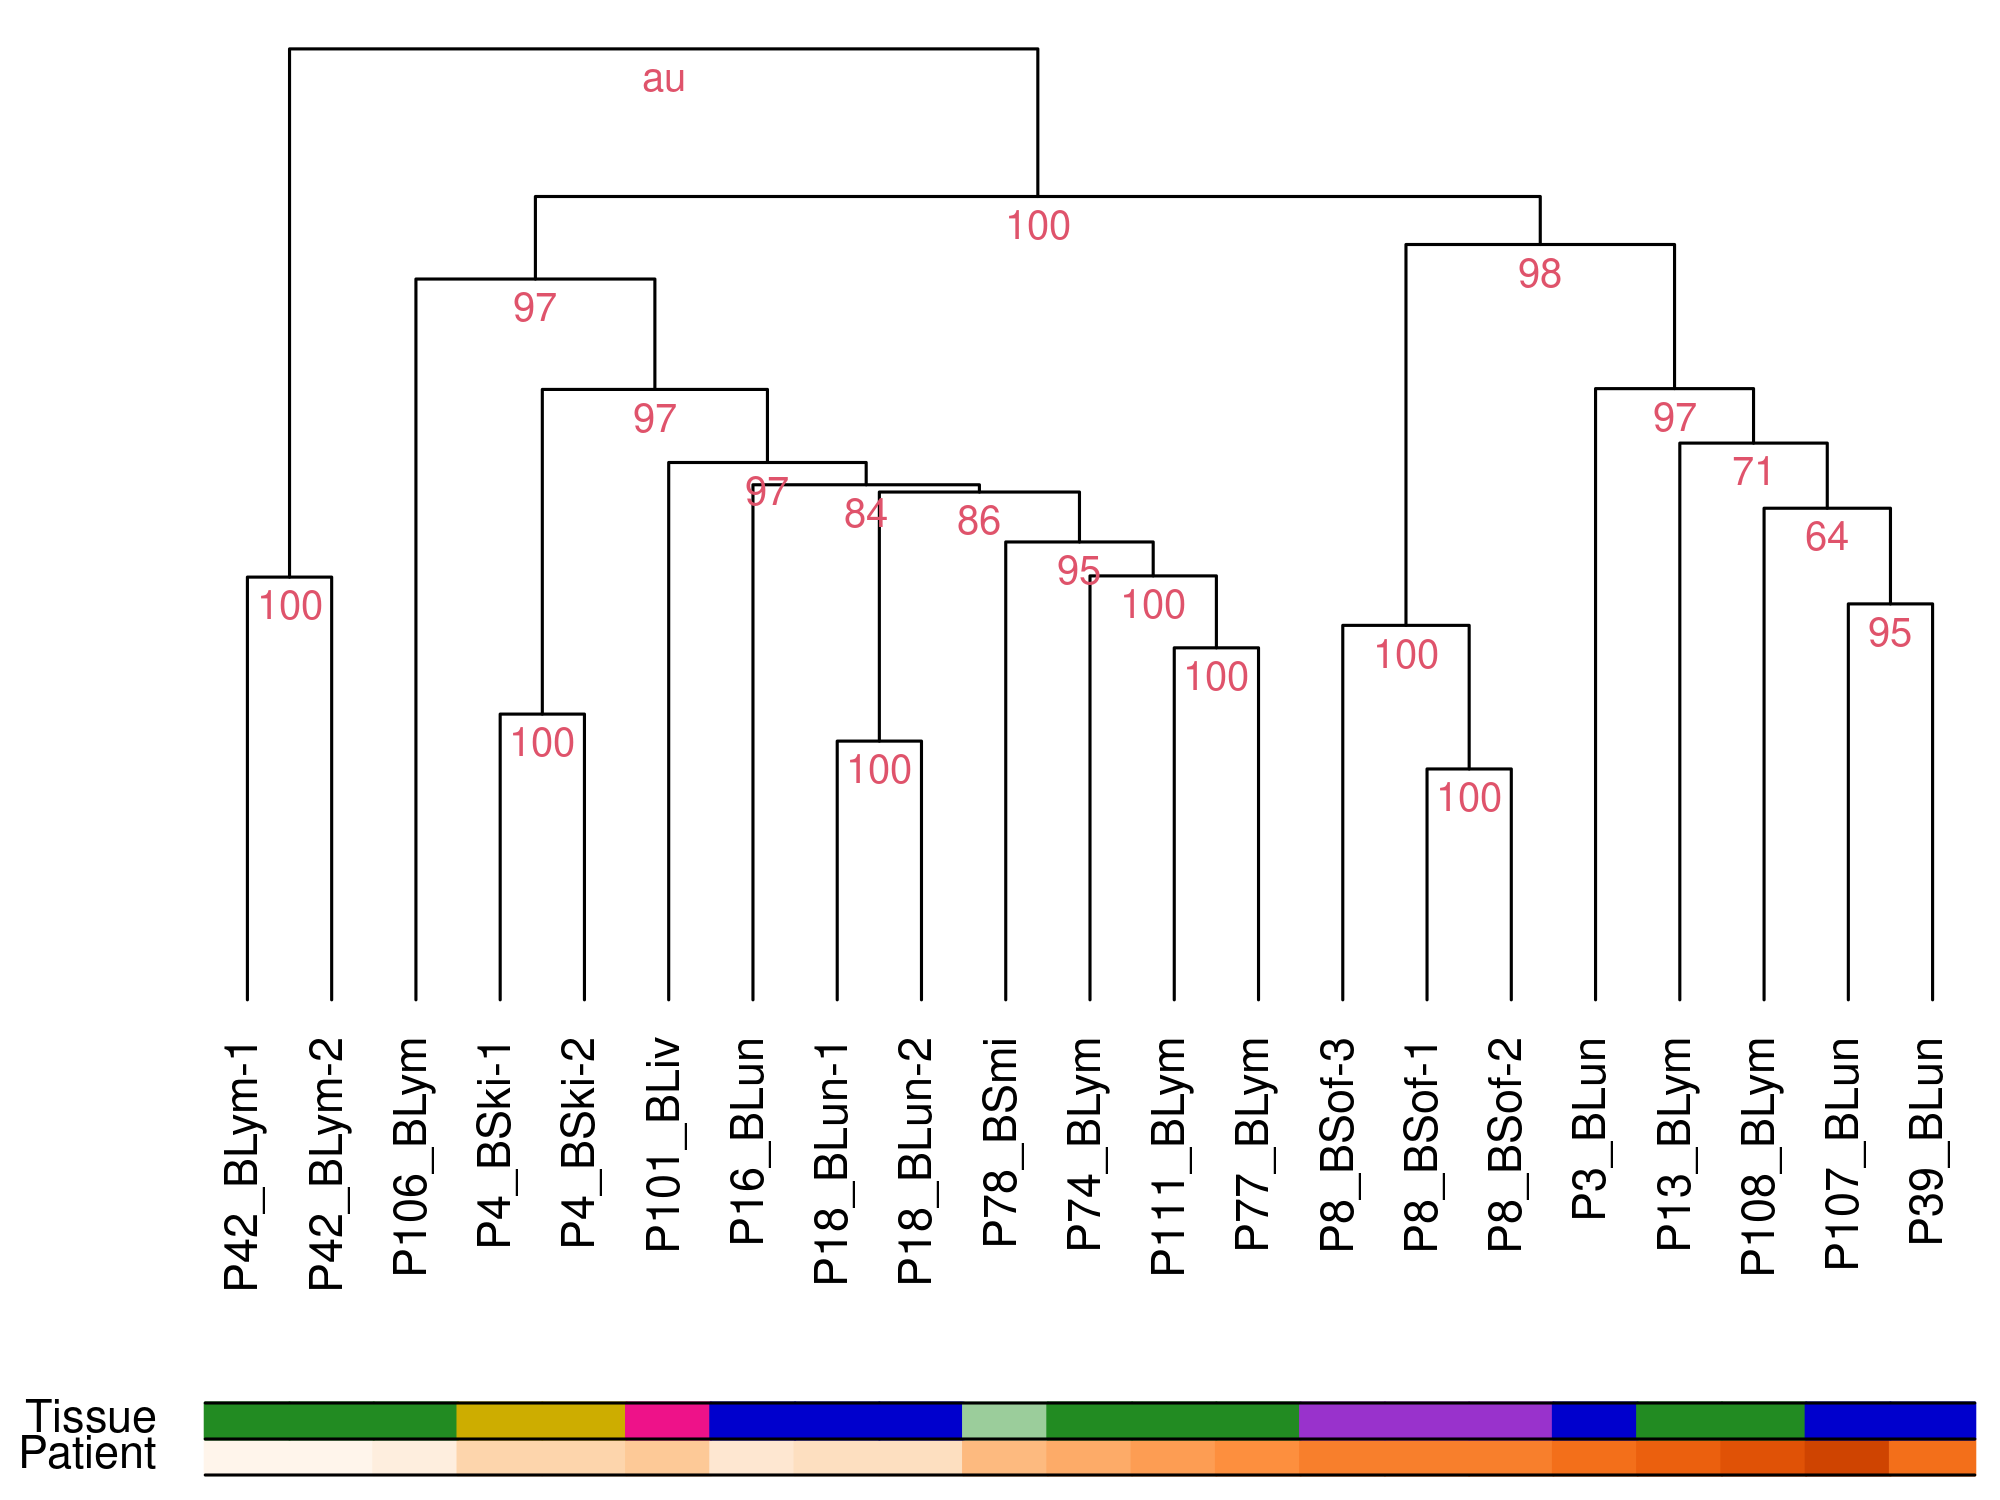 au
100
98
97
97
97
71
97
84
86
64
95
100
100
95
100
100
100
100
100
P42_BLym-1
P42_BLym-2
P106_BLym
P4_BSki-1
P4_BSki-2
P101_BLiv
P16_BLun
P18_BLun-1
P18_BLun-2
P78_BSmi
P74_BLym
P111_BLym
P77_BLym
P8_BSof-3
P8_BSof-1
P8_BSof-2
P3_BLun
P13_BLym
P108_BLym
P107_BLun
P39_BLun
Tissue
Patient